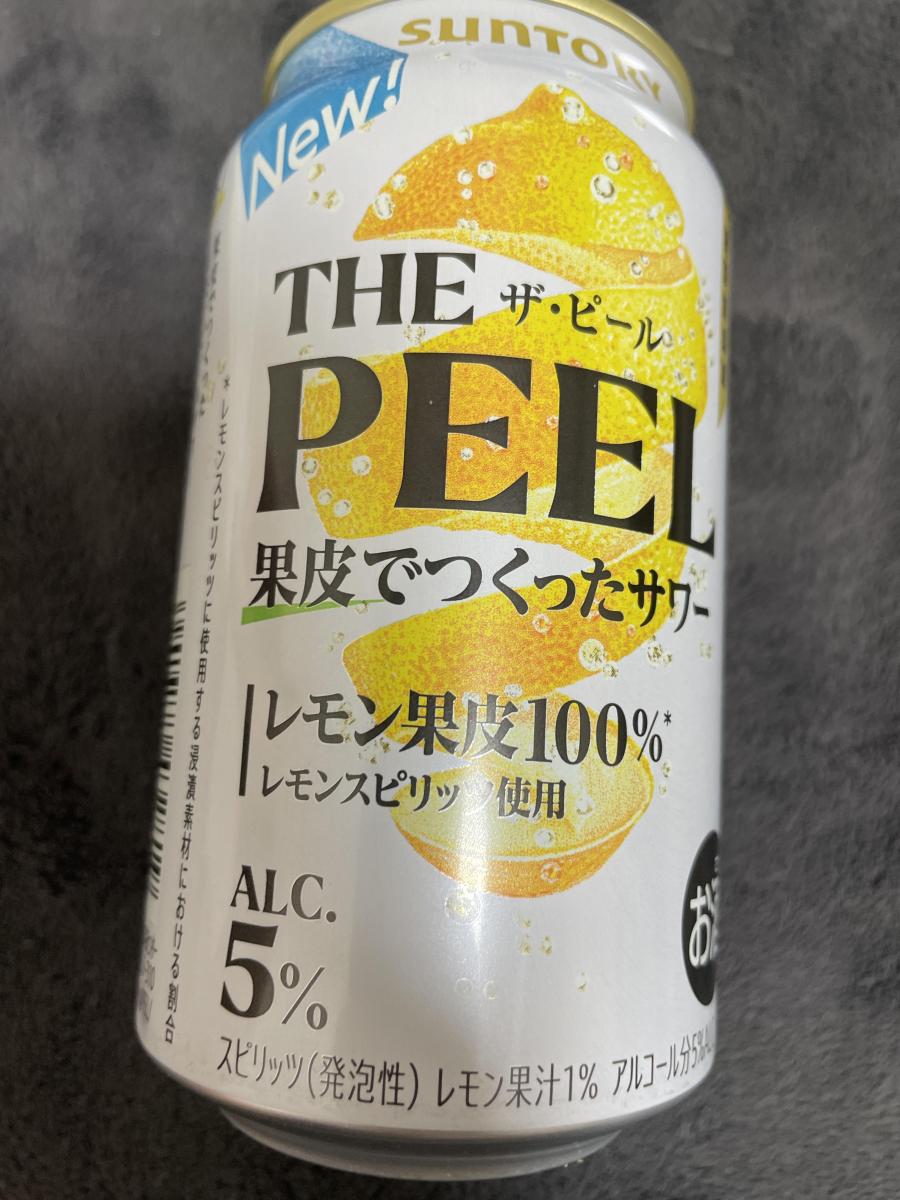 SUNTORY
New!
THE
ザ・ピール
PEEL
果皮でつくったサワー
レモン果皮100%*
レモンスピリッツ使用
ALC.
5%
スピリッツ(発泡性) レモン果汁1% アルコール分5%
*レモンスピリッツに使用する浸漬素材における割合
お